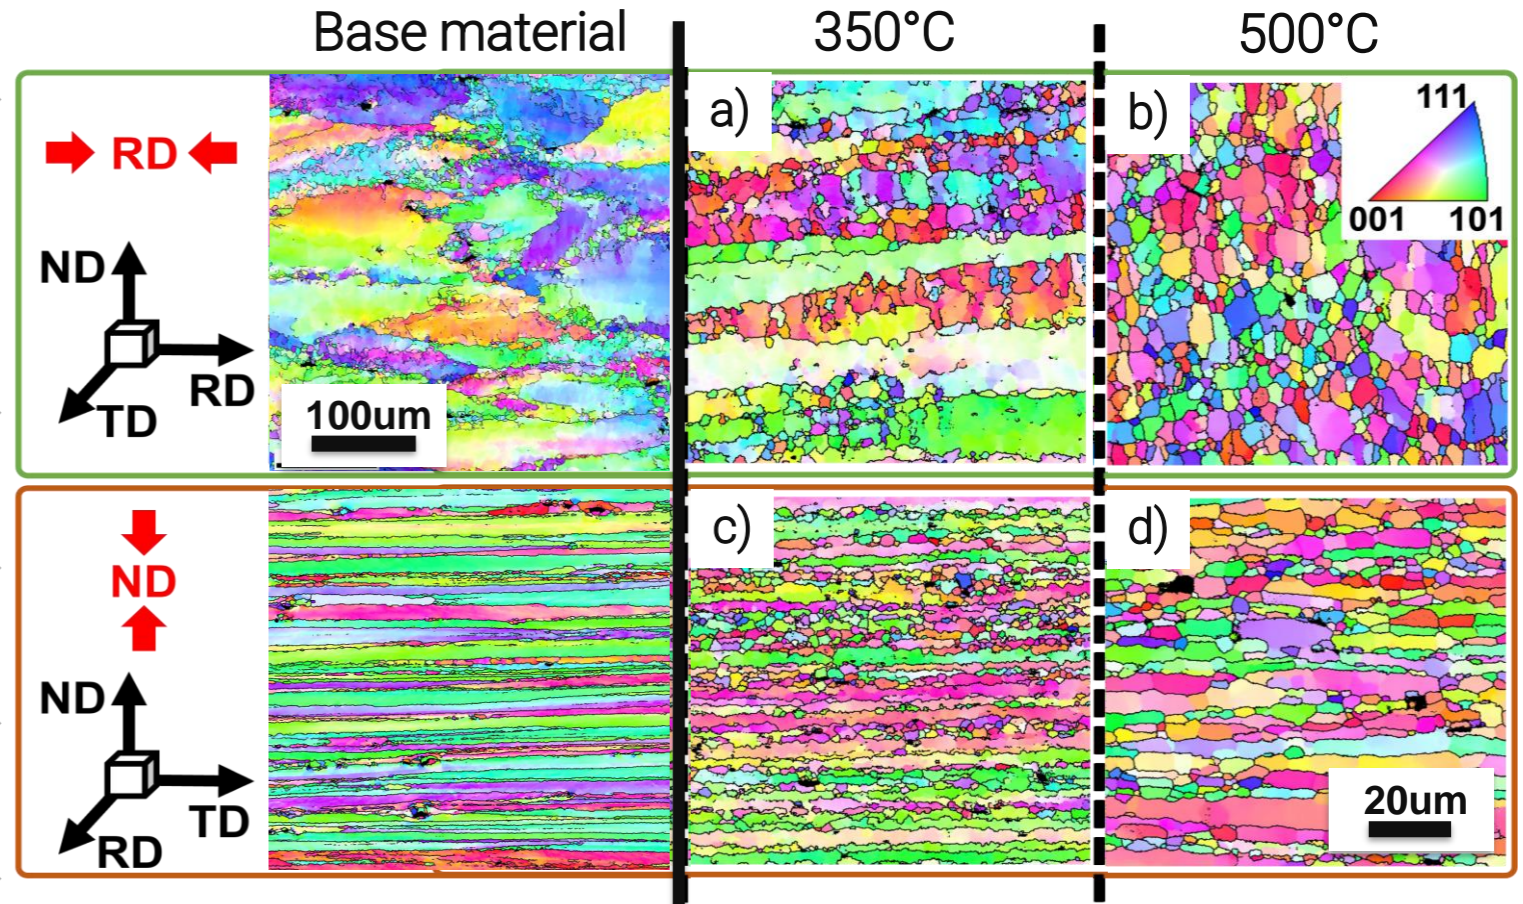 Base material
350°C
500°C
RD
ND
RD
TD
100um
a)
b)
111
001
101
ND
ND
TD
RD
c)
d)
20um